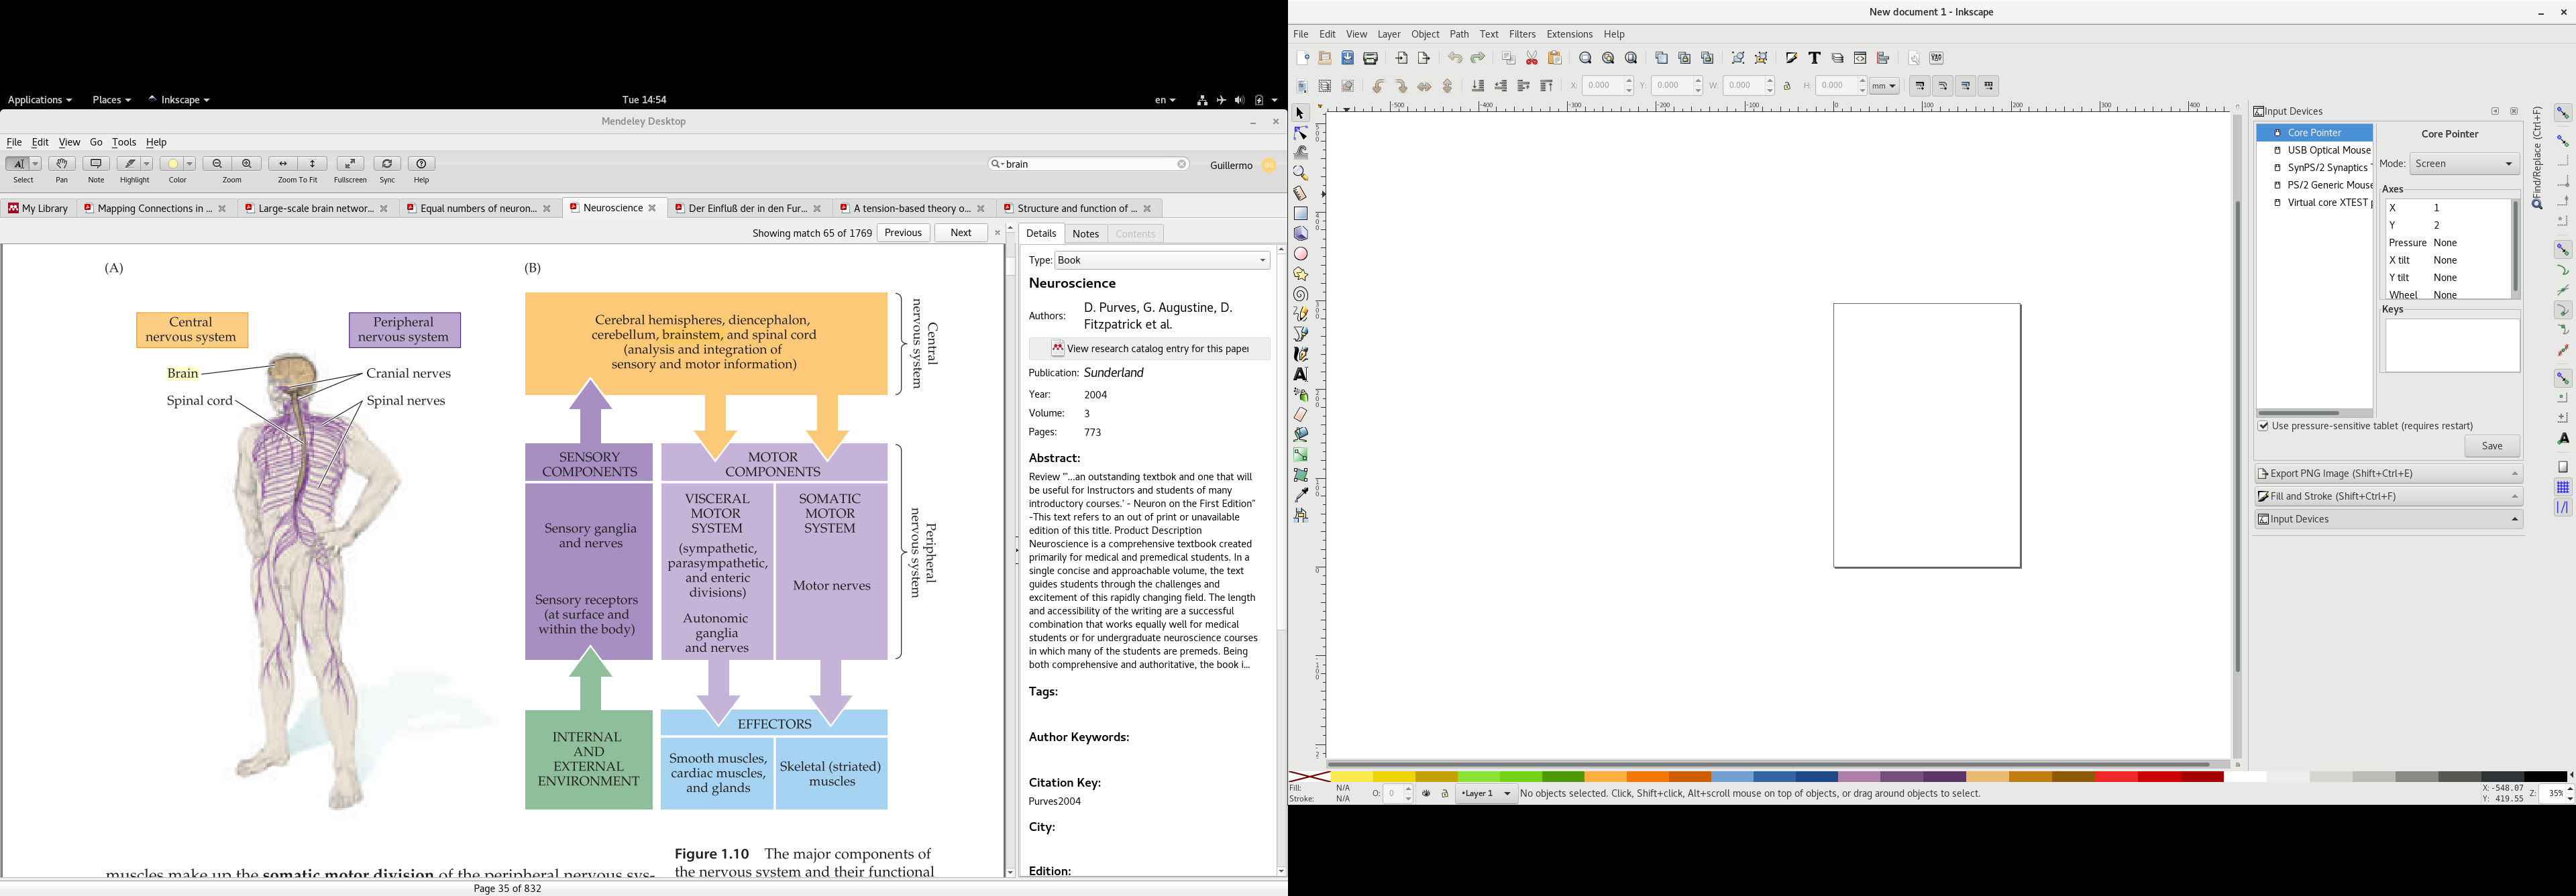 Applications
Places
Inkscape
Tue 14:54
en
Mendeley Desktop
File Edit View Go Tools Help
Select Pan Note Highlight Color Zoom Zoom To Fit Fullscreen Sync Help
brain
Guillermo
My Library
Mapping Connections in ...
Large-scale brain networ...
Equal numbers of neuron...
Neuroscience
Der Einfluß der in den Fur...
A tension-based theory o...
Structure and function of ...
Showing match 65 of 1769
Previous
Next
(A)
Central
nervous system
Peripheral
nervous system
Brain
Cranial nerves
Spinal cord
Spinal nerves
(B)
Cerebral hemispheres, diencephalon,
cerebellum, brainstem, and spinal cord
(analysis and integration of
sensory and motor information)
Central
nervous system
SENSORY
COMPONENTS
MOTOR
COMPONENTS
Sensory ganglia
and nerves
Sensory receptors
(at surface and
within the body)
VISCERAL
MOTOR
SYSTEM
(sympathetic,
parasympathetic,
and enteric
divisions)
Autonomic
ganglia
and nerves
SOMATIC
MOTOR
SYSTEM
Motor nerves
Peripheral
nervous system
INTERNAL
AND
EXTERNAL
ENVIRONMENT
EFFECTORS
Smooth muscles,
cardiac muscles,
and glands
Skeletal (striated)
muscles
Figure 1.10 The major components of
the nervous system and their functional
muscles make up the somatic motor division of the peripheral nervous sys-
Page 35 of 832
Details Notes Contents
Type: Book
Neuroscience
Authors: D. Purves, G. Augustine, D.
Fitzpatrick et al.
View research catalog entry for this paper
Publication: Sunderland
Year: 2004
Volume: 3
Pages: 773
Abstract:
Review "'...an outstanding textbok and one that will
be useful for Instructors and students of many
introductory courses.' - Neuron on the First Edition"
-This text refers to an out of print or unavailable
edition of this title. Product Description
Neuroscience is a comprehensive textbook created
primarily for medical and premedical students. In a
single concise and approachable volume, the text
guides students through the challenges and
excitement of this rapidly changing field. The length
and accessibility of the writing are a successful
combination that works equally well for medical
students or for undergraduate neuroscience courses
in which many of the students are premeds. Being
both comprehensive and authoritative, the book i...
Tags:
Author Keywords:
Citation Key:
Purves2004
City:
Edition:
New document 1 - Inkscape
File Edit View Layer Object Path Text Filters Extensions Help
X: 0.000 Y: 0.000 W: 0.000 H: 0.000 mm
Input Devices
Core Pointer
USB Optical Mouse
SynPS/2 Synaptics
PS/2 Generic Mouse
Virtual core XTEST
Core Pointer
Mode: Screen
Axes
X 1
Y 2
Pressure None
X tilt None
Y tilt None
Wheel None
Keys
Use pressure-sensitive tablet (requires restart)
Save
Export PNG Image (Shift+Ctrl+E)
Fill and Stroke (Shift+Ctrl+F)
Input Devices
Find/Replace (Ctrl+F)
Fill: N/A
Stroke: N/A
O: 0
•Layer 1
No objects selected. Click, Shift+click, Alt+scroll mouse on top of objects, or drag around objects to select.
X: -548.07
Y: 419.55
Z: 35%